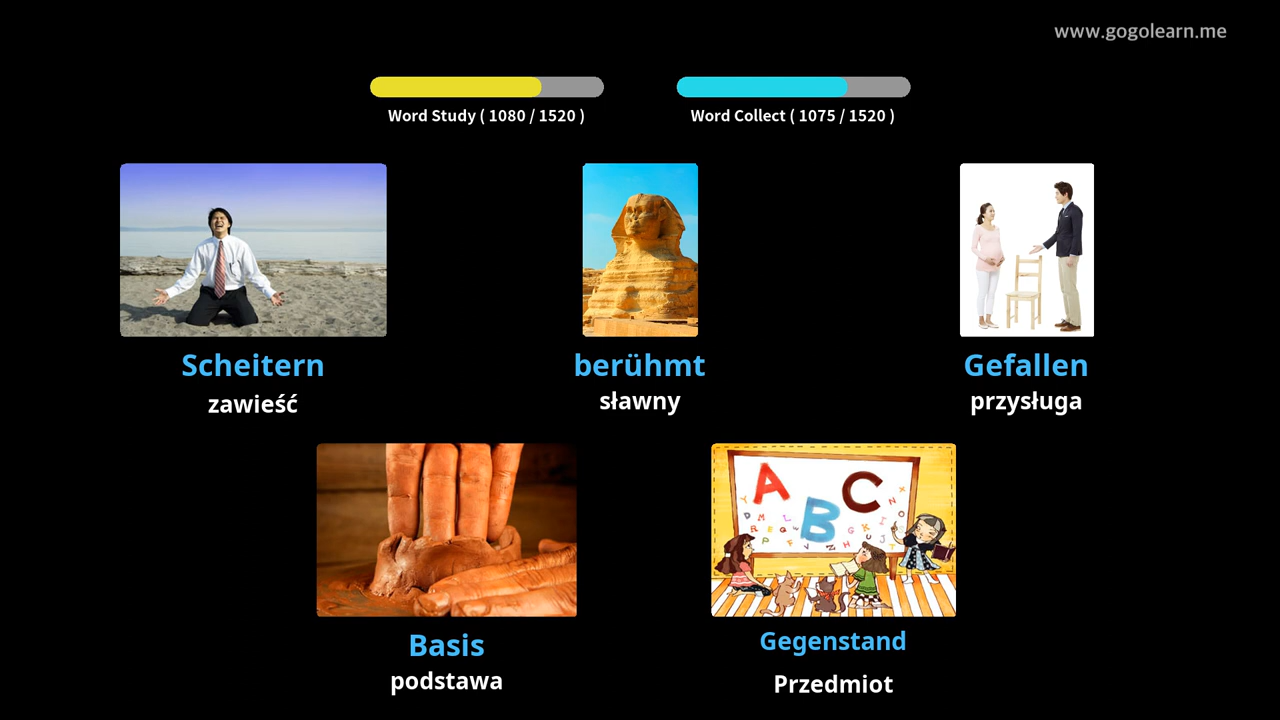 www.gogolearn.me
Word Study ( 1080 / 1520 )
Word Collect ( 1075 / 1520 )
Scheitern
zawieść
berühmt
sławny
Gefallen
przysługa
Basis
podstawa
A B C
Gegenstand
Przedmiot